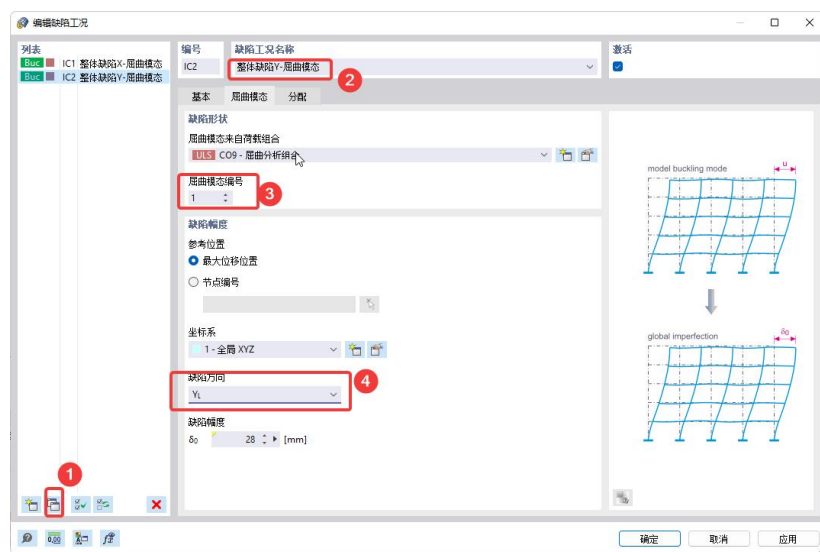 编辑缺陷工况
列表
Buc IC1 整体缺陷X-屈曲模态
Buc IC2 整体缺陷Y-屈曲模态
编号
IC2
缺陷工况名称
整体缺陷Y-屈曲模态
2
激活
基本 屈曲模态 分配
缺陷形状
屈曲模态来自荷载组合
ULS CO9 - 屈曲分析组合
屈曲模态编号
1
3
缺陷幅度
参考位置
最大位移位置
节点编号
坐标系
1 - 全局 XYZ
缺陷方向
YL
4
缺陷幅度
δ0 28 [mm]
model buckling mode u
global imperfection δ0
1
0,00
确定 取消 应用